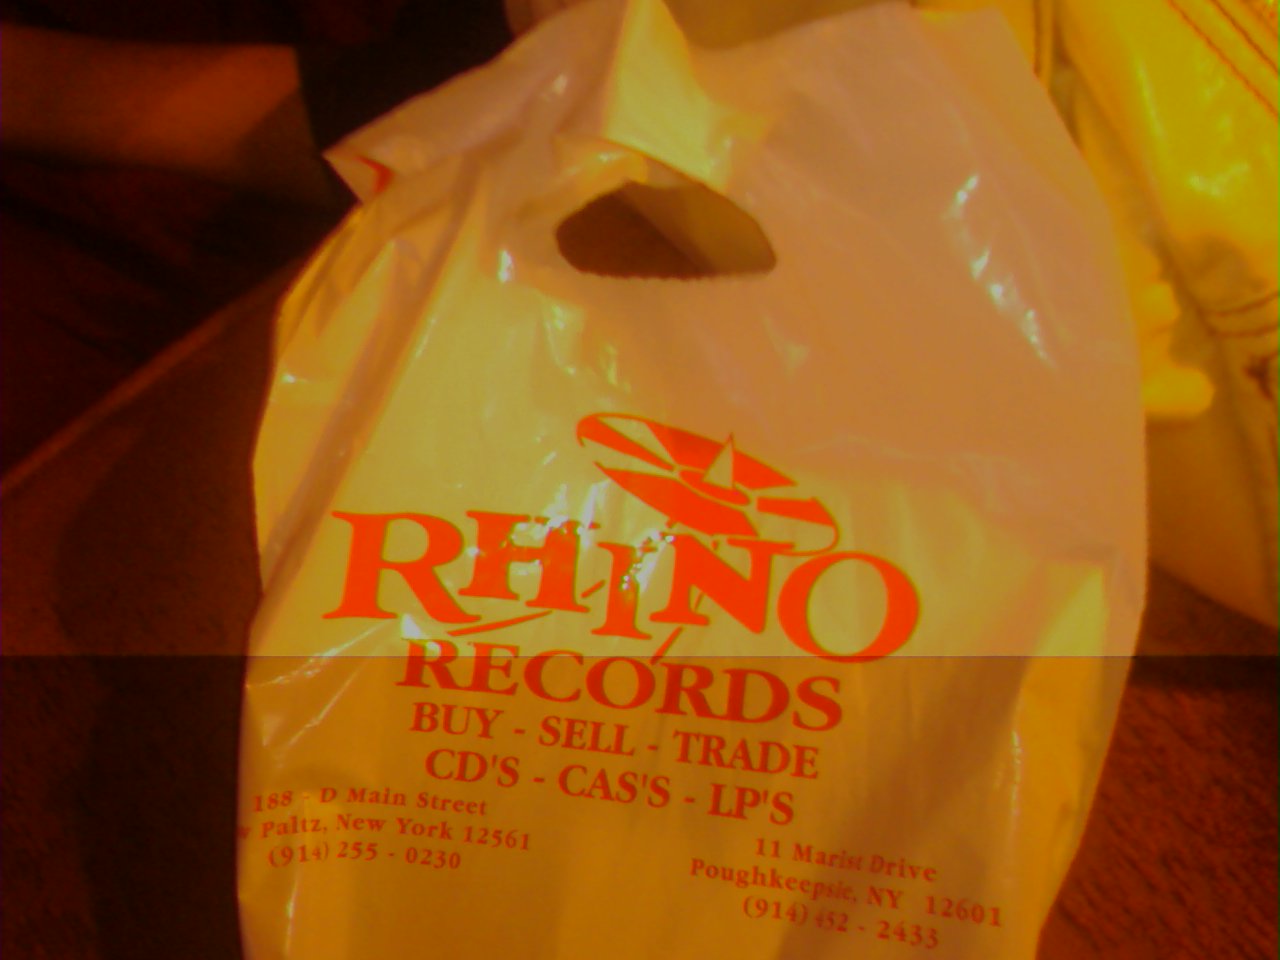 RHINO
RECORDS
BUY - SELL - TRADE
CD'S - CAS'S - LP'S
188 - D Main Street
Paltz, New York 12561
(914) 255 - 0230
11 Marist Drive
Poughkeepsie, NY 12601
(914) 452 - 2433